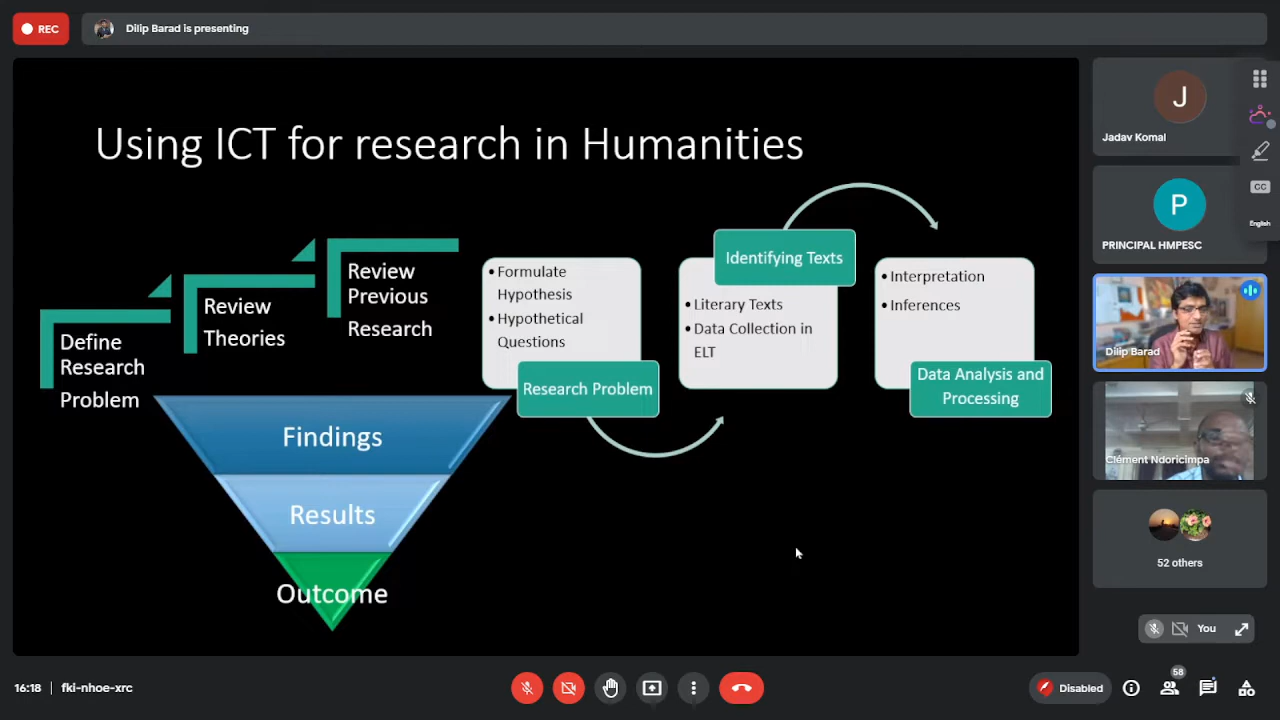 REC
Dilip Barad is presenting
Using ICT for research in Humanities
Define
Research
Problem
Review
Theories
Review
Previous
Research
• Formulate
Hypothesis
• Hypothetical
Questions
Research Problem
Identifying Texts
• Literary Texts
• Data Collection in
ELT
• Interpretation
• Inferences
Data Analysis and
Processing
Findings
Results
Outcome
J
Jadav Komal
P
PRINCIPAL HMPESC
Dilip Barad
Clément Ndoricimpa
52 others
You
CC
English
16:18 | fki-nhoe-xrc
Disabled
58